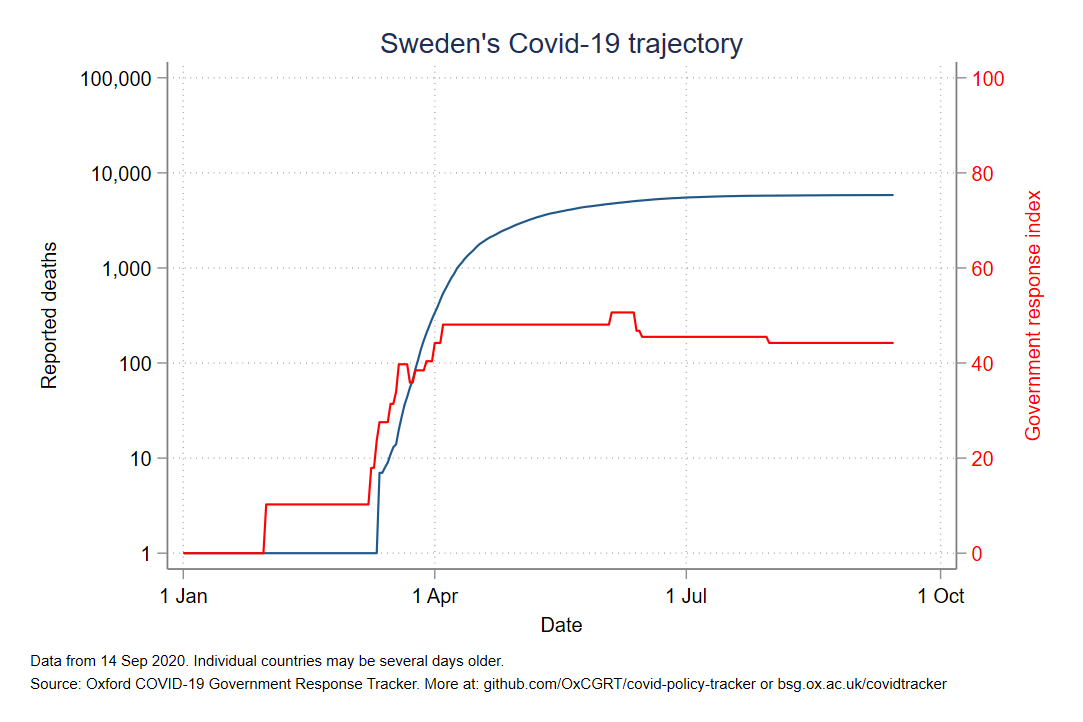 Sweden's Covid-19 trajectory
100,000
10,000
1,000
100
10
1
Reported deaths
100
80
60
40
20
0
Government response index
1 Jan
1 Apr
1 Jul
1 Oct
Date
Data from 14 Sep 2020. Individual countries may be several days older.
Source: Oxford COVID-19 Government Response Tracker. More at: github.com/OxCGRT/covid-policy-tracker or bsg.ox.ac.uk/covidtracker